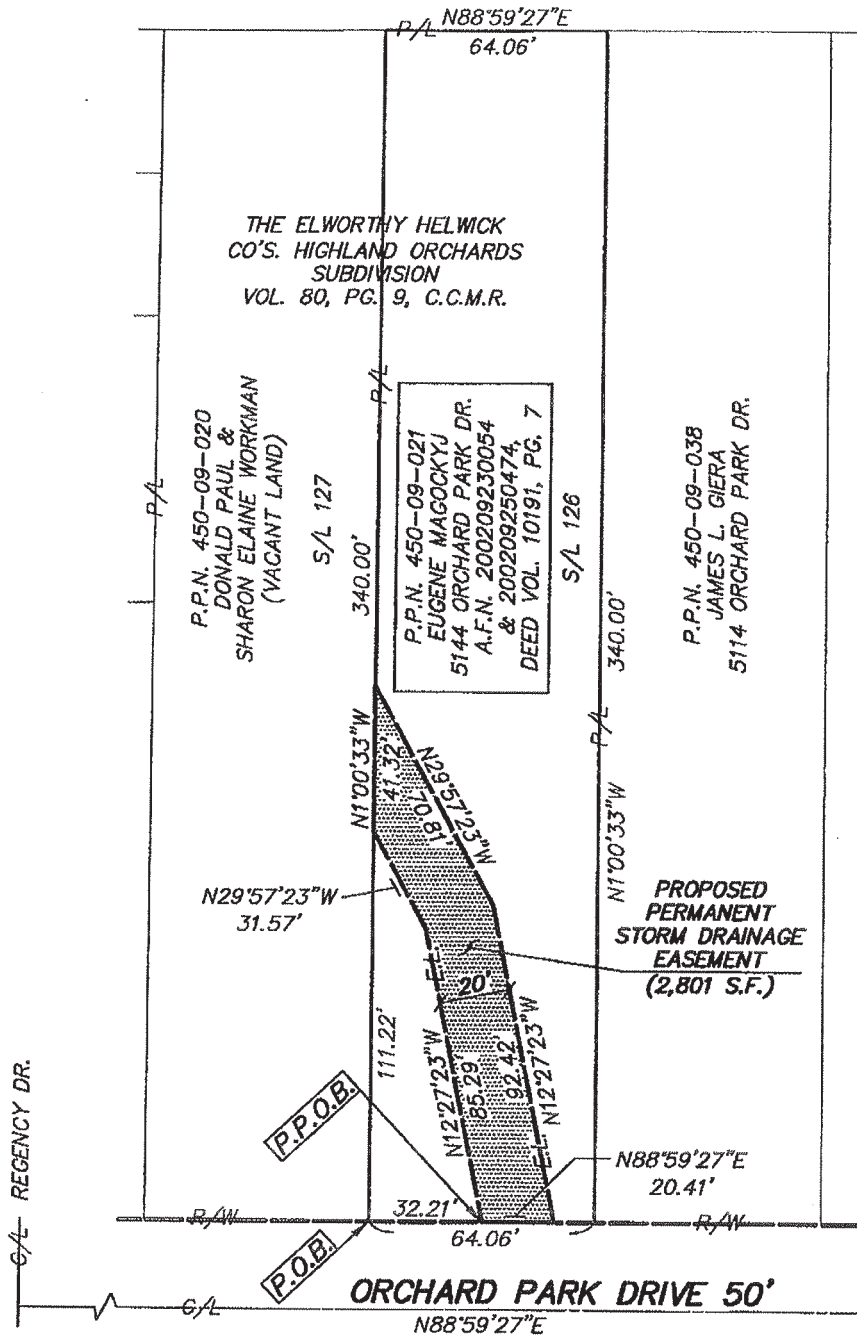 P/L
N88°59'27"E
64.06'
THE ELWORTHY HELWICK
CO'S. HIGHLAND ORCHARDS
SUBDIVISION
VOL. 80, PG. 9, C.C.M.R.
P/L
P.P.N. 450-09-020
DONALD PAUL &
SHARON ELAINE WORKMAN
(VACANT LAND)
S/L 127
340.00'
P/L
P.P.N. 450-09-021
EUGENE MAGOCKYJ
5144 ORCHARD PARK DR.
A.F.N. 200209230054
& 200209250474,
DEED VOL. 10191, PG. 7
S/L 126
340.00'
P/L
N1°00'33"W
P.P.N. 450-09-038
JAMES L. GIERA
5114 ORCHARD PARK DR.
N1°00'33"W
41.32'
N29°57'23"W
70.81'
N29°57'23"W
31.57'
PROPOSED
PERMANENT
STORM DRAINAGE
EASEMENT
(2,801 S.F.)
E.L.
20'
111.22'
N12°27'23"W
85.29'
92.42'
N12°27'23"W
E.L.
P.P.O.B.
N88°59'27"E
20.41'
C/L REGENCY DR.
R/W
32.21'
R/W
64.06'
P.O.B.
ORCHARD PARK DRIVE 50'
C/L
N88°59'27"E